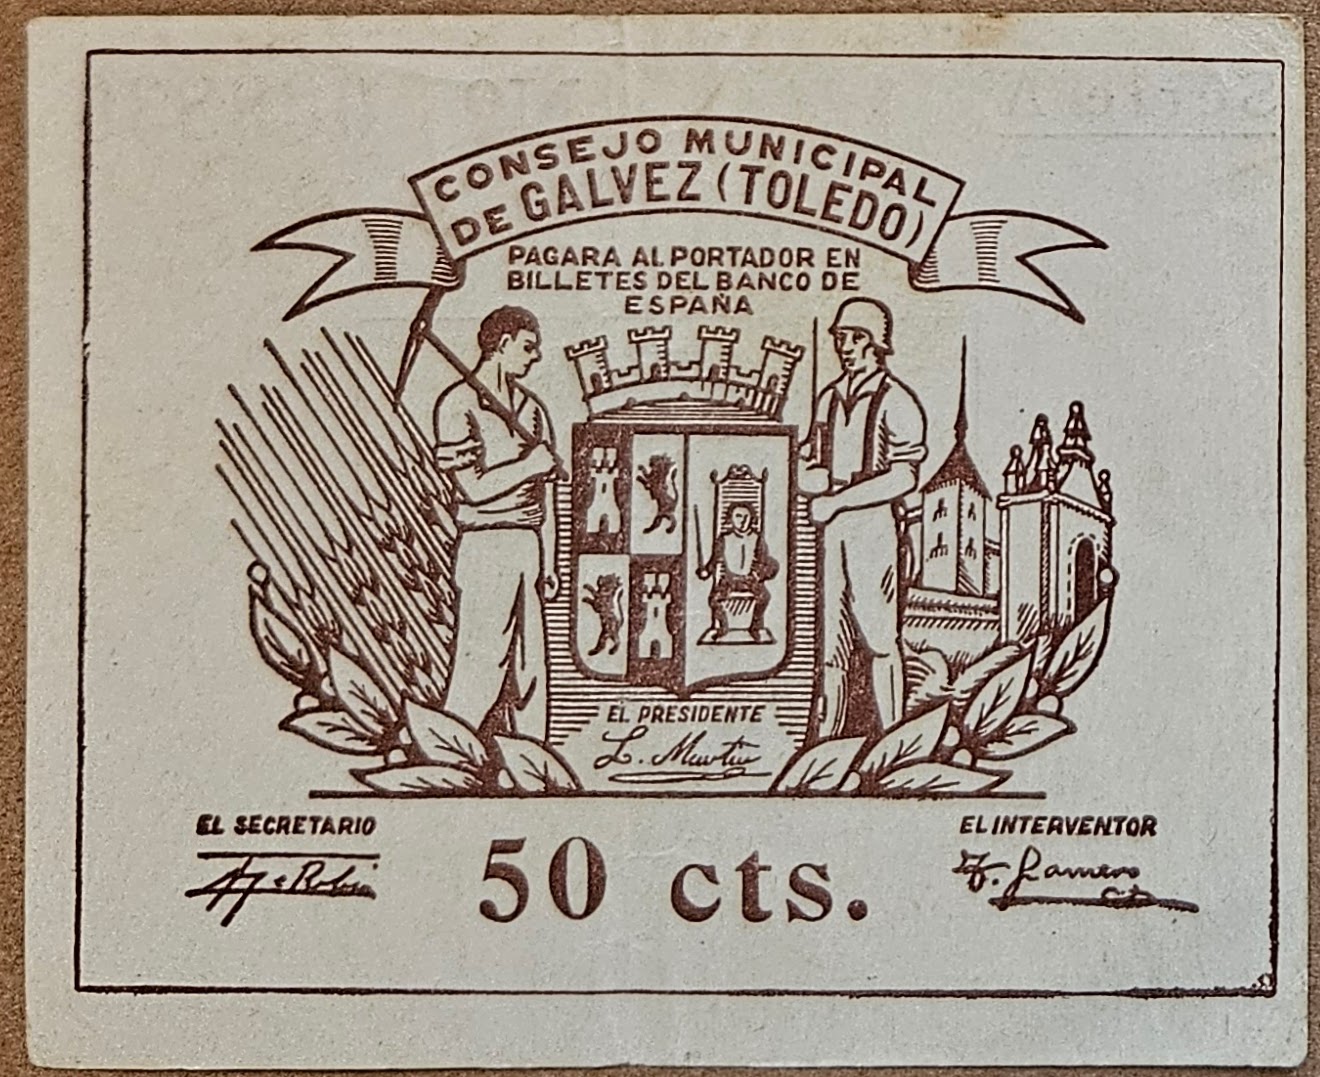 CONSEJO MUNICIPAL
DE GALVEZ (TOLEDO)
PAGARA AL PORTADOR EN
BILLETES DEL BANCO DE
ESPAÑA
EL PRESIDENTE
L. Martin
EL SECRETARIO
EL INTERVENTOR
50 cts.